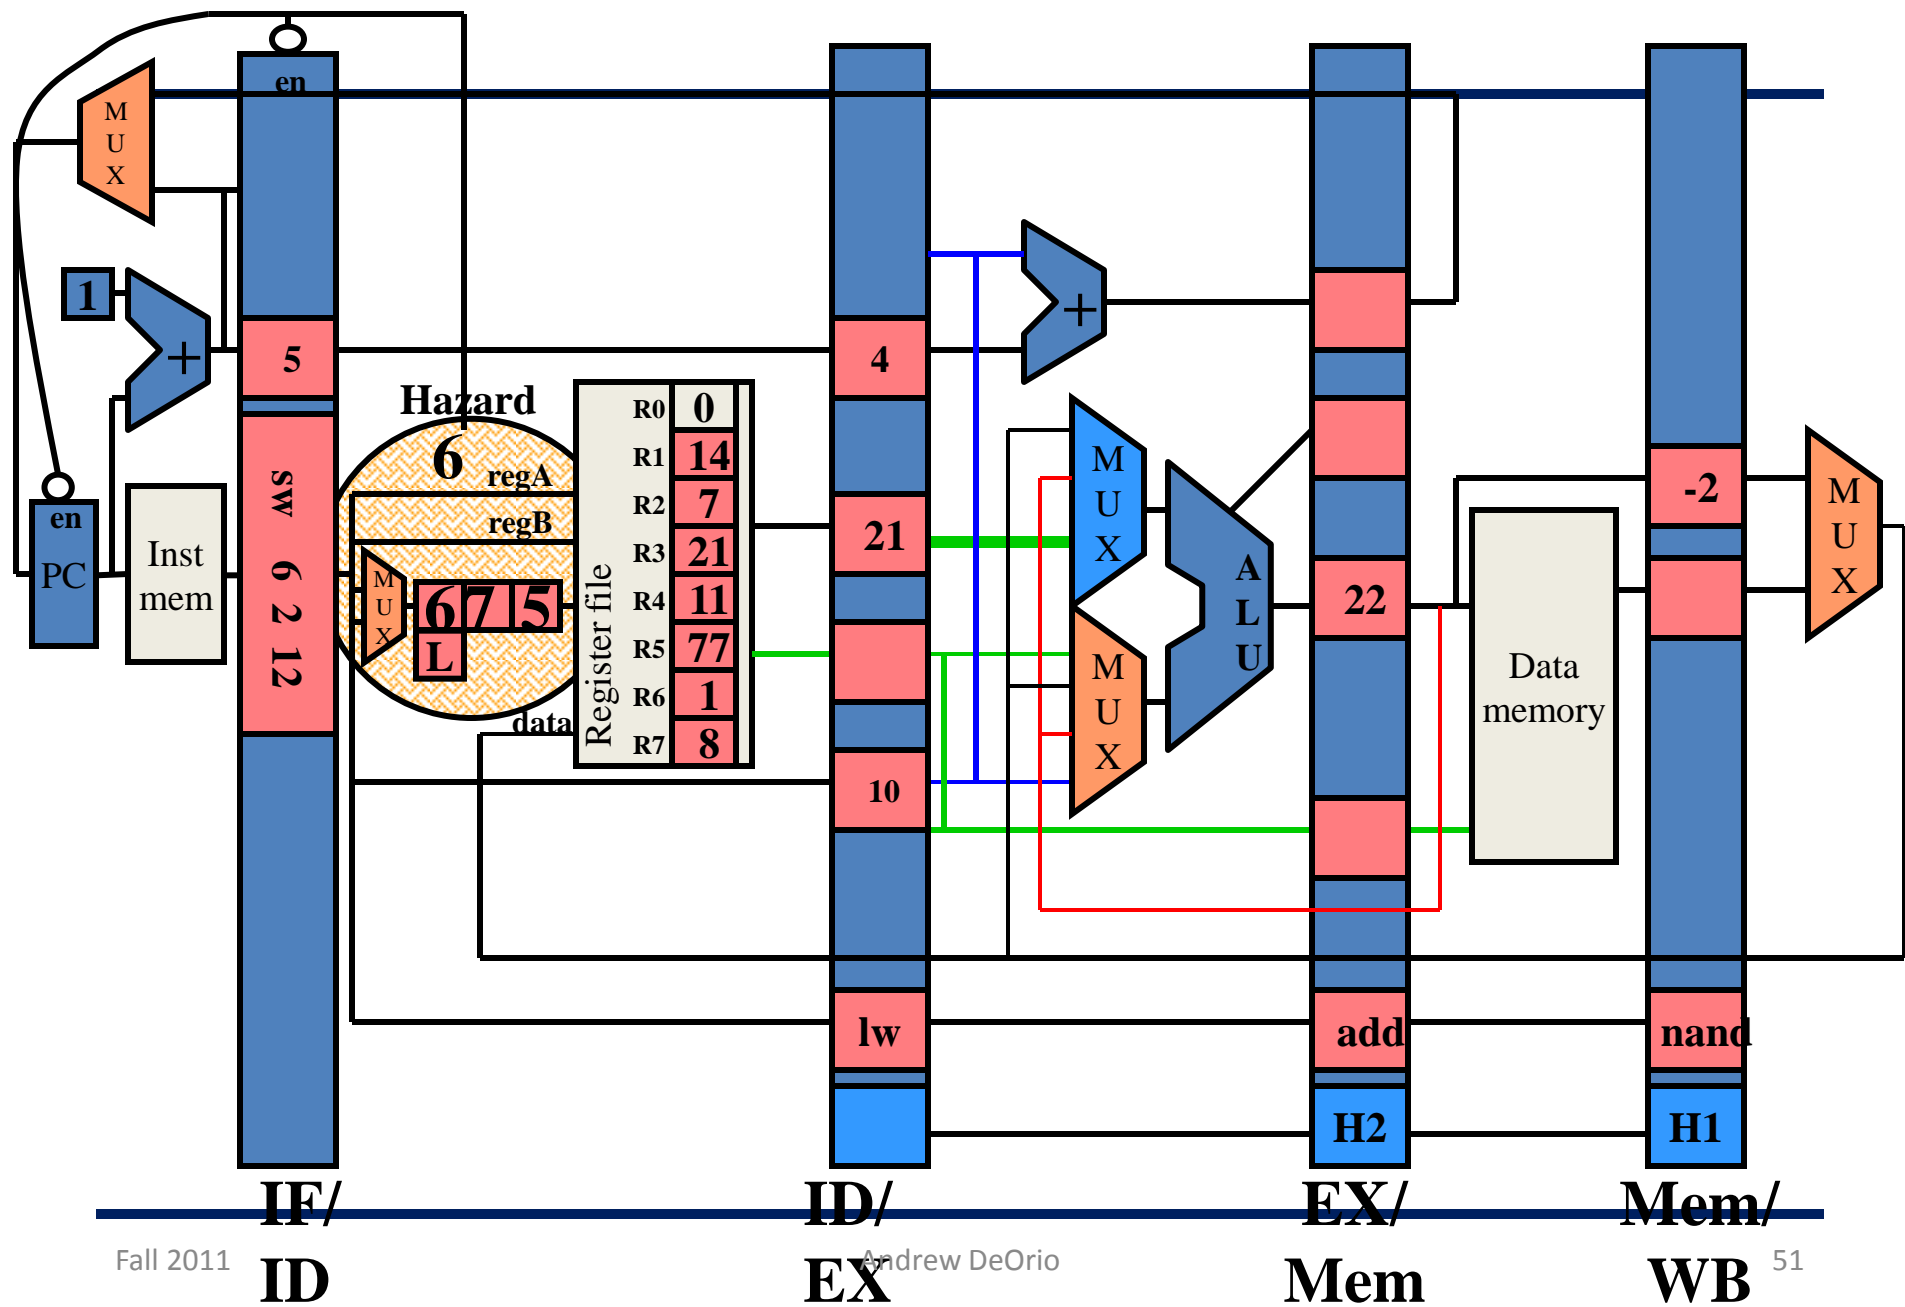 en
M
U
X
1
+
+
5
4
Hazard
6
R0 0
R1 14
R2 7
R3 21
R4 11
R5 77
R6 1
R7 8
regA
regB
sw 6 2 12
en
PC
Inst
mem
M
U
X
6 7 5
L
data
Register file
21
10
M
U
X
M
U
X
A
L
U
22
-2
Data
memory
M
U
X
lw
add
nand
H2
H1
IF/
ID
ID/
EX
EX/
Mem
Mem/
WB
Fall 2011
Andrew DeOrio
51